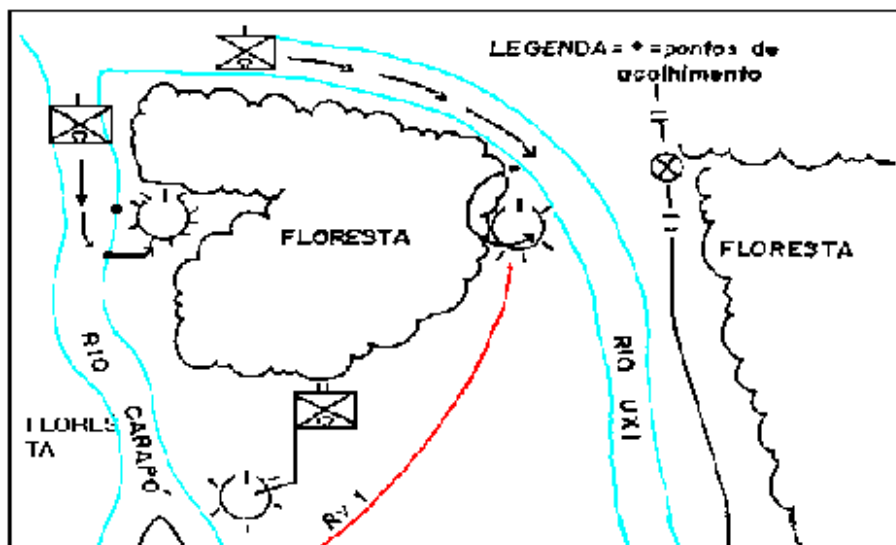 LEGENDA = • = pontos de
acolhimento
FLORESTA
FLORESTA
RIO
CARAPÓ
FLORES
TA
RIO UXI
RV 1